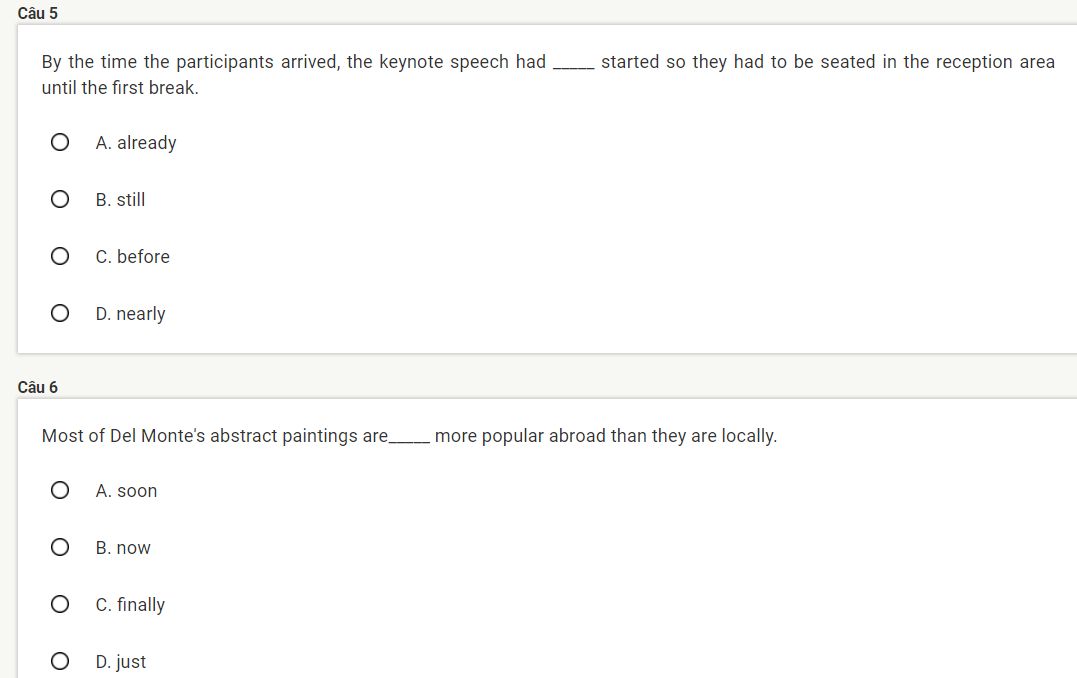 Câu 5
By the time the participants arrived, the keynote speech had _____ started so they had to be seated in the reception area
until the first break.
A. already
B. still
C. before
D. nearly
Câu 6
Most of Del Monte's abstract paintings are_____ more popular abroad than they are locally.
A. soon
B. now
C. finally
D. just